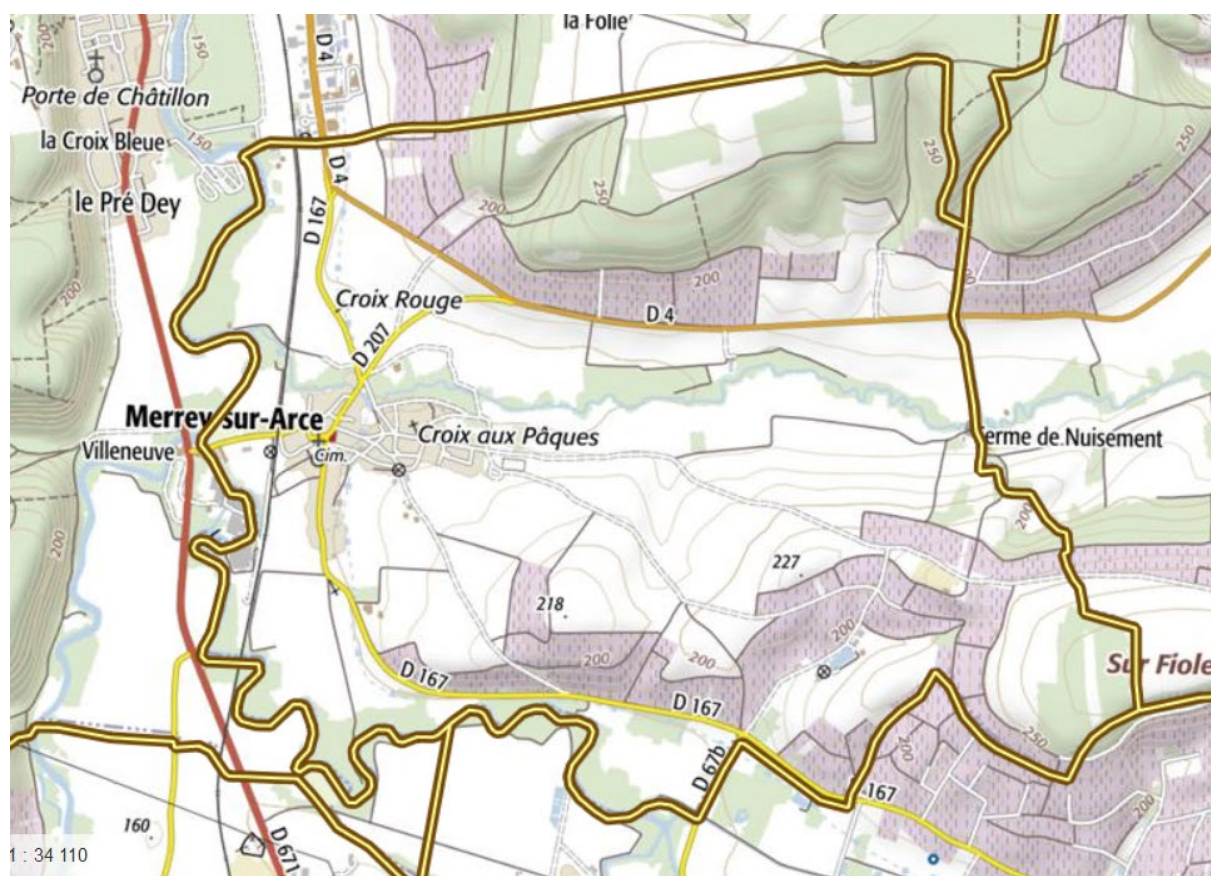 la Folie
200
150
D 4
Porte de Châtillon
la Croix Bleue
150
D 4
le Pré Dey
250
250
250
200
200
200
D 167
Croix Rouge
D 4
D 207
Merrey-sur-Arce
Croix aux Pâques
Ferme de Nuisement
Villeneuve
Cim.
200
200
227
218
200
200
200
D 167
Sur Fiole
D 167
D 67b
200
250
167
200
160
D 671
1 : 34 110